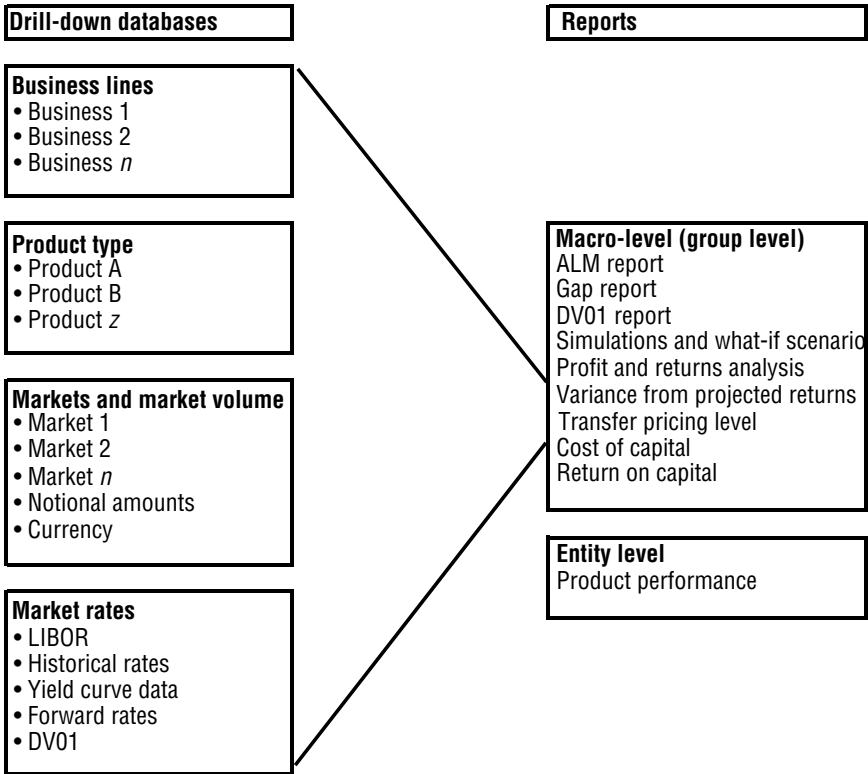 Drill-down databases
Business lines
• Business 1
• Business 2
• Business n
Product type
• Product A
• Product B
• Product z
Markets and market volume
• Market 1
• Market 2
• Market n
• Notional amounts
• Currency
Market rates
• LIBOR
• Historical rates
• Yield curve data
• Forward rates
• DV01
Reports
Macro-level (group level)
ALM report
Gap report
DV01 report
Simulations and what-if scenario
Profit and returns analysis
Variance from projected returns
Transfer pricing level
Cost of capital
Return on capital
Entity level
Product performance